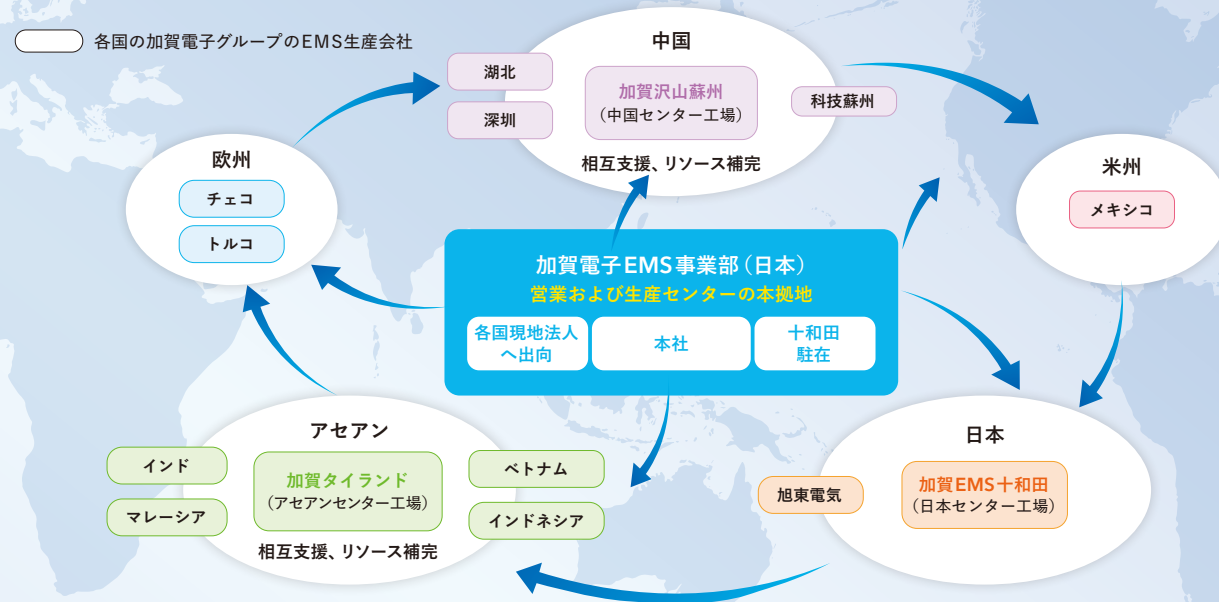 各国の加賀電子グループのEMS生産会社
中国
湖北
深圳
加賀沢山蘇州
（中国センター工場）
科技蘇州
相互支援、リソース補完
欧州
チェコ
トルコ
米州
メキシコ
加賀電子EMS事業部（日本）
営業および生産センターの本拠地
各国現地法人
へ出向
本社
十和田
駐在
アセアン
インド
マレーシア
加賀タイランド
（アセアンセンター工場）
ベトナム
インドネシア
相互支援、リソース補完
日本
旭東電気
加賀EMS十和田
（日本センター工場）